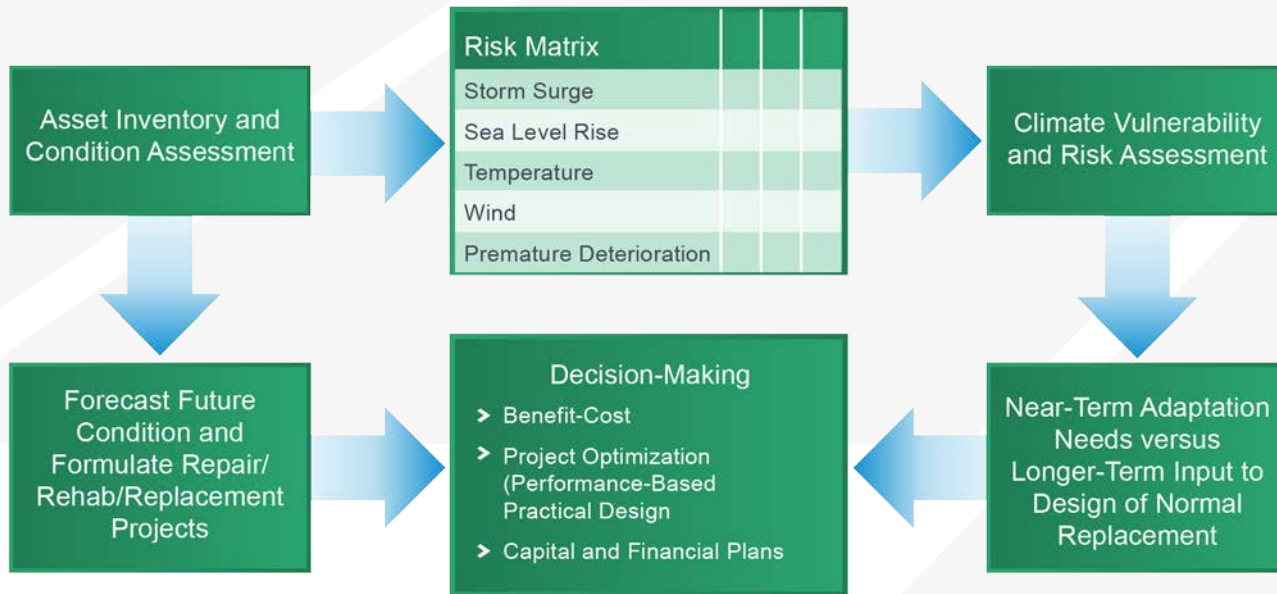 Asset Inventory and
Condition Assessment
Risk Matrix
Storm Surge
Sea Level Rise
Temperature
Wind
Premature Deterioration
Climate Vulnerability
and Risk Assessment
Forecast Future
Condition and
Formulate Repair/
Rehab/Replacement
Projects
Decision-Making
> Benefit-Cost
> Project Optimization
(Performance-Based
Practical Design
> Capital and Financial Plans
Near-Term Adaptation
Needs versus
Longer-Term Input to
Design of Normal
Replacement